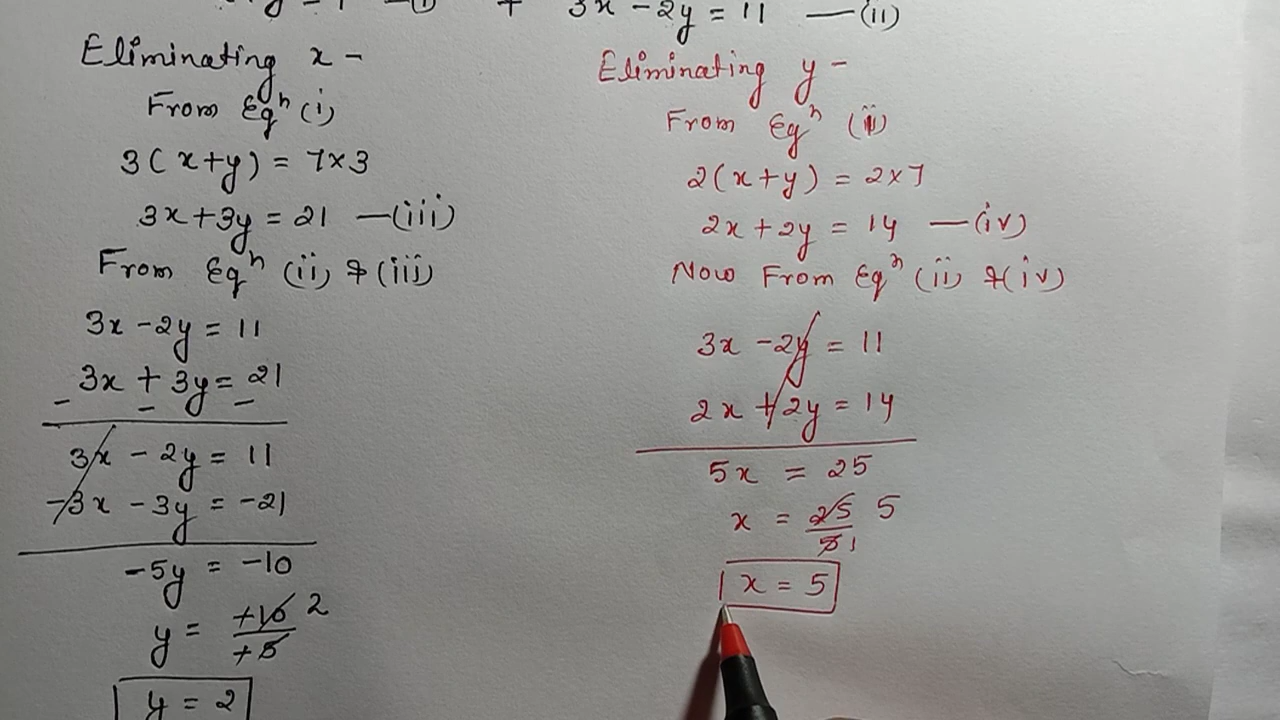 y = 7 —(i) + 3x - 2y = 11 —(ii)
Eliminating x -
From Eqⁿ (i)
3(x+y) = 7×3
3x+3y = 21 —(iii)
From Eqⁿ (ii) & (iii)
3x - 2y = 11
3x + 3y = 21
- - -
3x - 2y = 11
-3x - 3y = -21
-5y = -10
y = +10/+5 2
y = 2
Eliminating y -
From Eqⁿ (i)
2(x+y) = 2×7
2x + 2y = 14 —(iv)
Now From Eqⁿ (ii) & (iv)
3x - 2y = 11
2x + 2y = 14
5x = 25
x = 25/5 5 1
x = 5